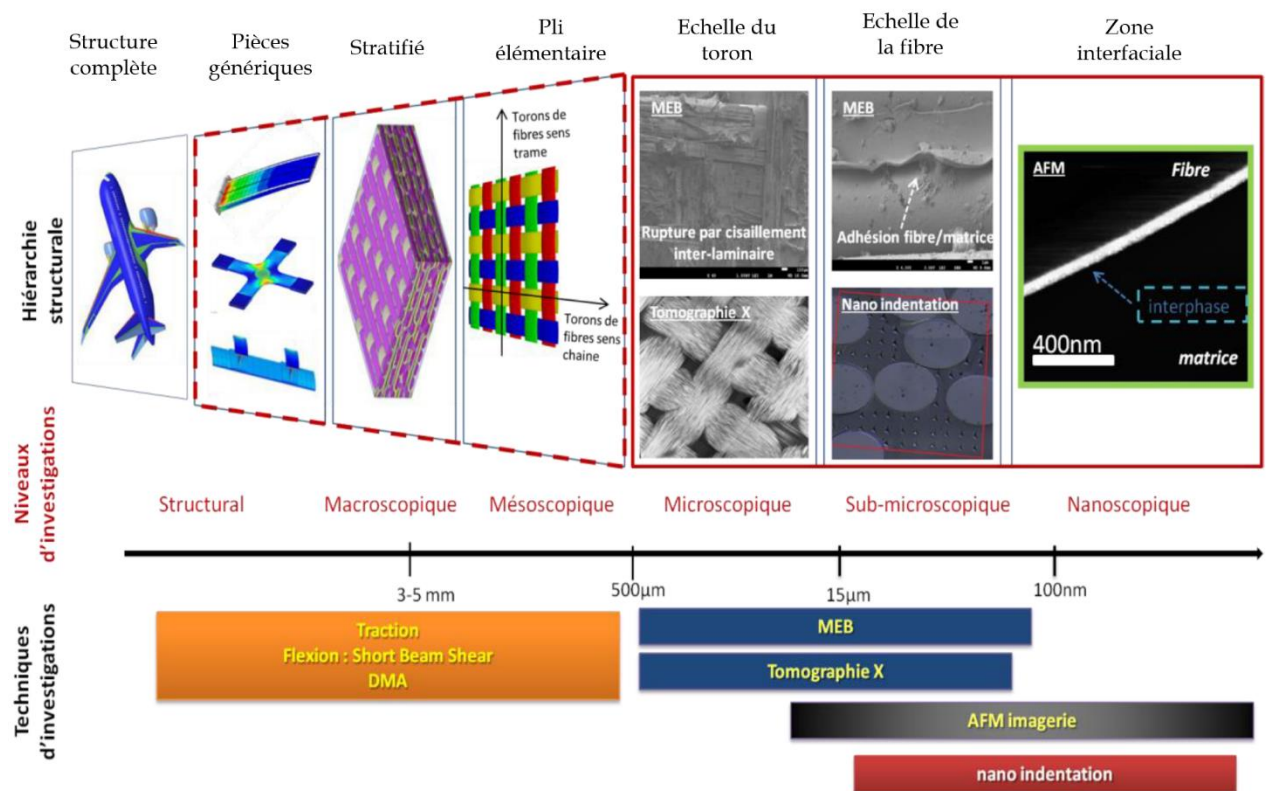 Structure
complète
Pièces
génériques
Stratifié
Pli
élémentaire
Echelle du
toron
Echelle de
la fibre
Zone
interfaciale
Hiérarchie
structurale
Torons de
fibres sens
trame
Torons de
fibres sens
chaine
MEB
Rupture par cisaillement
inter-laminaire
Tomographie X
MEB
Adhésion fibre/matrice
Nano indentation
AFM
Fibre
interphase
400nm
matrice
Niveaux
d'investigations
Structural
Macroscopique
Mésoscopique
Microscopique
Sub-microscopique
Nanoscopique
3-5 mm
500µm
15µm
100nm
Techniques
d'investigations
Traction
Flexion : Short Beam Shear
DMA
MEB
Tomographie X
AFM imagerie
nano indentation